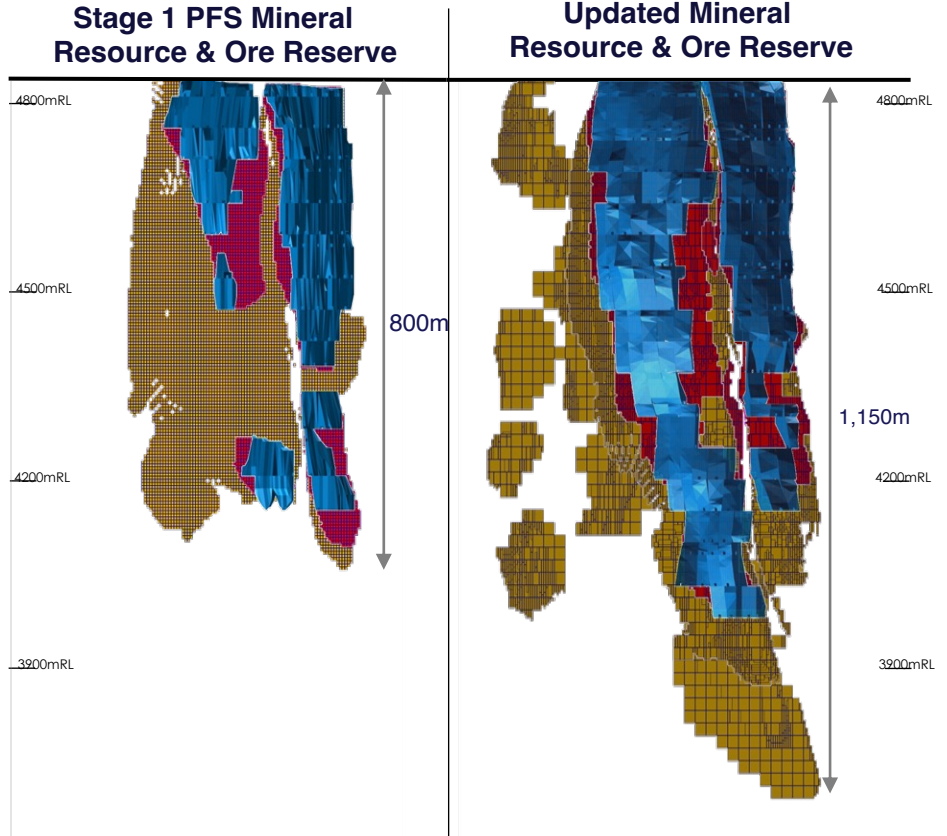 Stage 1 PFS Mineral
Resource & Ore Reserve
4800mRL
4500mRL
800m
4200mRL
3900mRL
Updated Mineral
Resource & Ore Reserve
4800mRL
4500mRL
1,150m
4200mRL
3900mRL